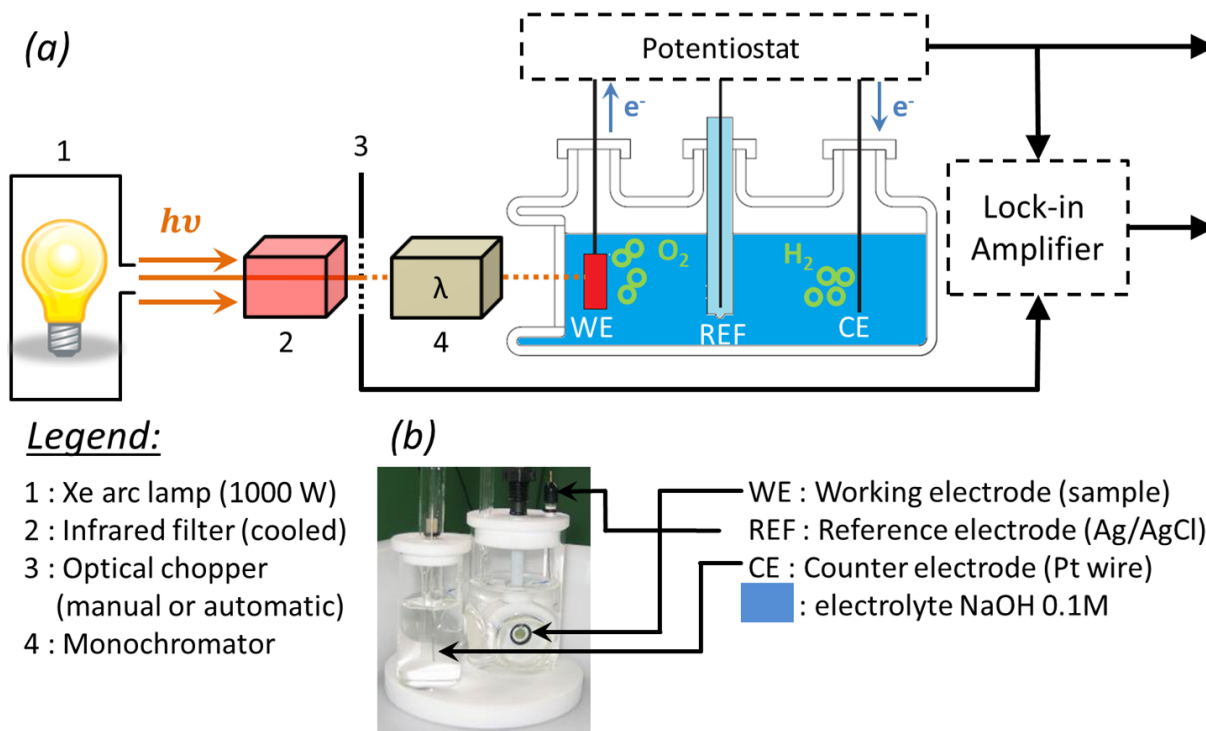 (a)
Potentiostat
e-
e-
1
3
hν
Lock-in
Amplifier
O2
H2
λ
WE
REF
CE
2
4
Legend:
1 : Xe arc lamp (1000 W)
2 : Infrared filter (cooled)
3 : Optical chopper
(manual or automatic)
4 : Monochromator
(b)
WE : Working electrode (sample)
REF : Reference electrode (Ag/AgCl)
CE : Counter electrode (Pt wire)
: electrolyte NaOH 0.1M